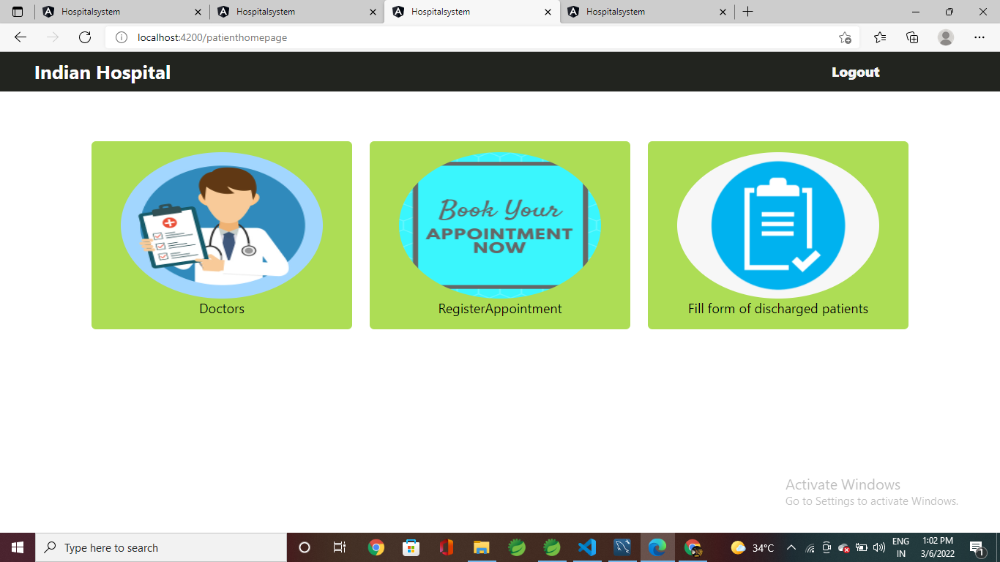 Hospitalsystem
Hospitalsystem
Hospitalsystem
Hospitalsystem
localhost:4200/patienthomepage
Indian Hospital
Logout
Book Your
APPOINTMENT
NOW
Doctors
RegisterAppointment
Fill form of discharged patients
Activate Windows
Go to Settings to activate Windows.
Type here to search
34°C
ENG
IN
1:02 PM
3/6/2022
1